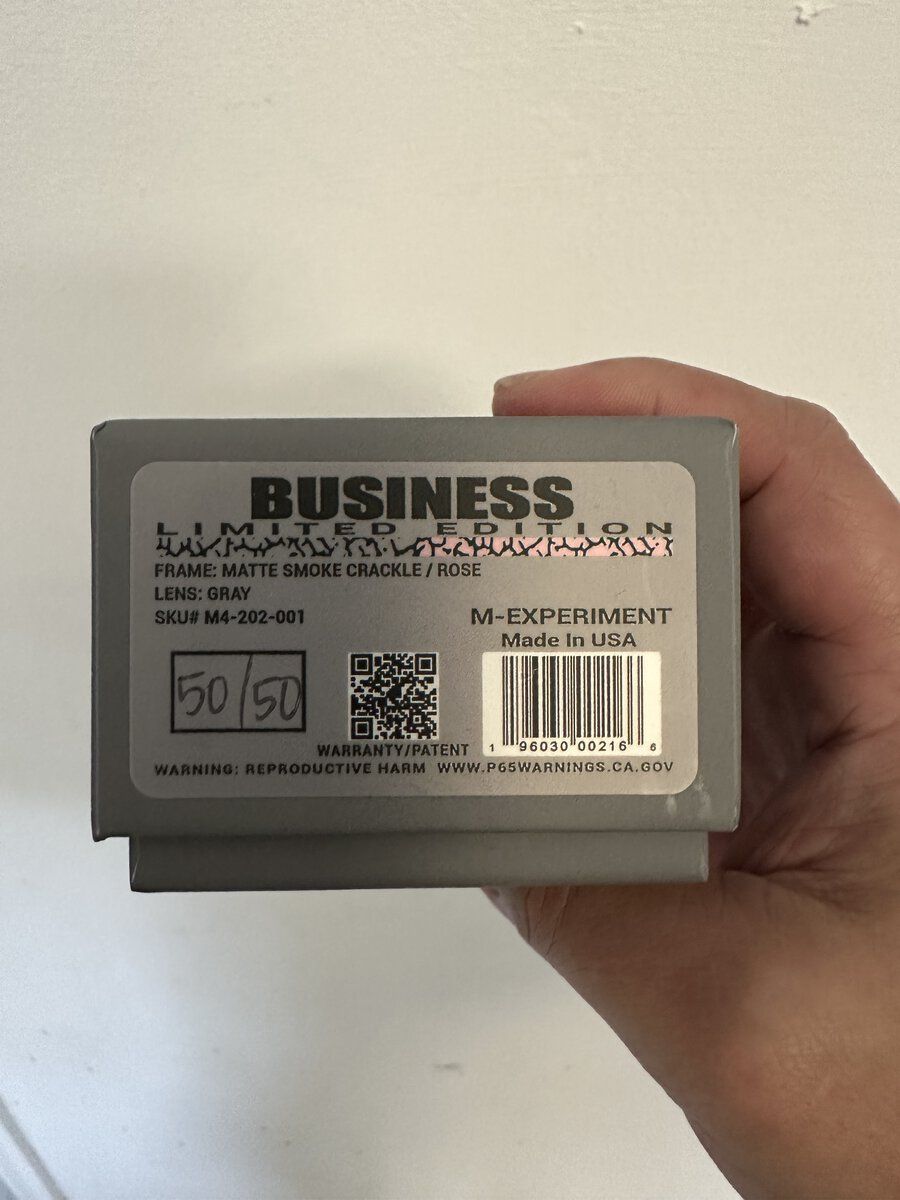 BUSINESS
LIMITED EDITION
FRAME: MATTE SMOKE CRACKLE / ROSE
LENS: GRAY
SKU# M4-202-001
M-EXPERIMENT
Made In USA
50/50
1 96030 00216 6
WARRANTY/PATENT
WARNING: REPRODUCTIVE HARM WWW.P65WARNINGS.CA.GOV